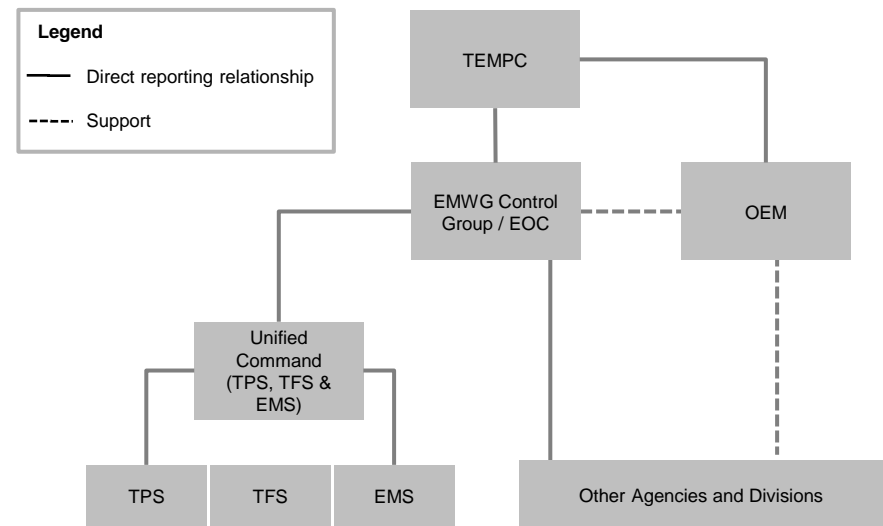 Legend
Direct reporting relationship
Support
TEMPC
EMWG Control
Group / EOC
OEM
Unified
Command
(TPS, TFS &
EMS)
TPS
TFS
EMS
Other Agencies and Divisions